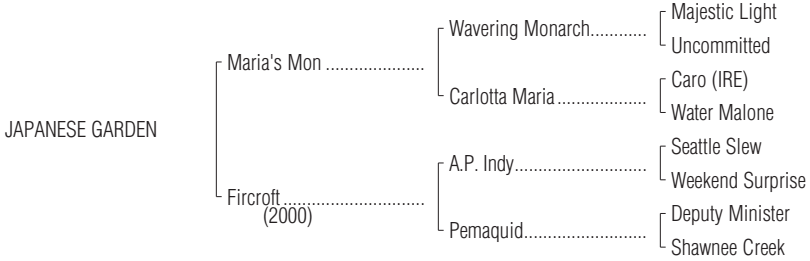 Majestic Light
Wavering Monarch............
Uncommitted
Maria's Mon .....................
Caro (IRE)
Carlotta Maria...................
Water Malone
JAPANESE GARDEN
Seattle Slew
A.P. Indy............................
Weekend Surprise
Fircroft ..............................
(2000)
Deputy Minister
Pemaquid..........................
Shawnee Creek